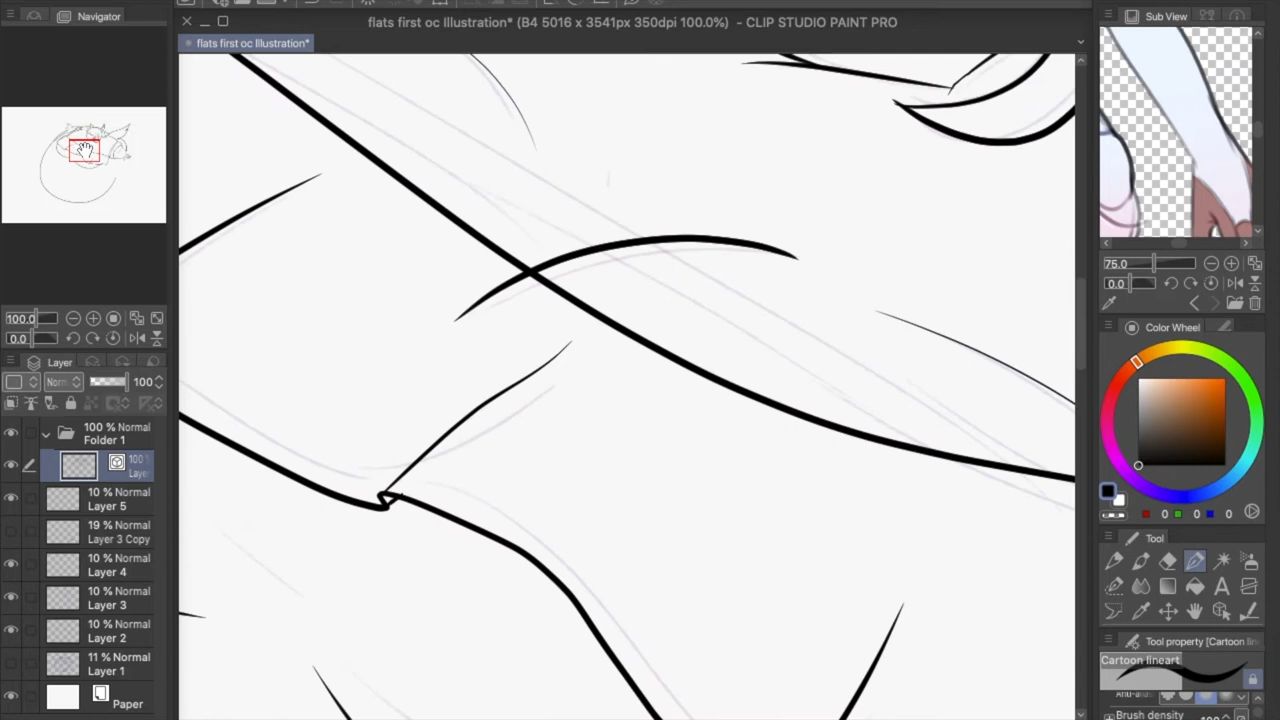 Navigator
flats first oc Illustration* (B4 5016 x 3541px 350dpi 100.0%) - CLIP STUDIO PAINT PRO
flats first oc Illustration*
Sub View
75.0
0.0
100.0
0.0
Layer
Norm
100
100 % Normal
Folder 1
100 %
Laye
10 % Normal
Layer 5
19 % Normal
Layer 3 Copy
10 % Normal
Layer 4
10 % Normal
Layer 3
10 % Normal
Layer 2
11 % Normal
Layer 1
Paper
Color Wheel
0 0 0
Tool
Tool property [Cartoon lin
Cartoon lineart
Brush density